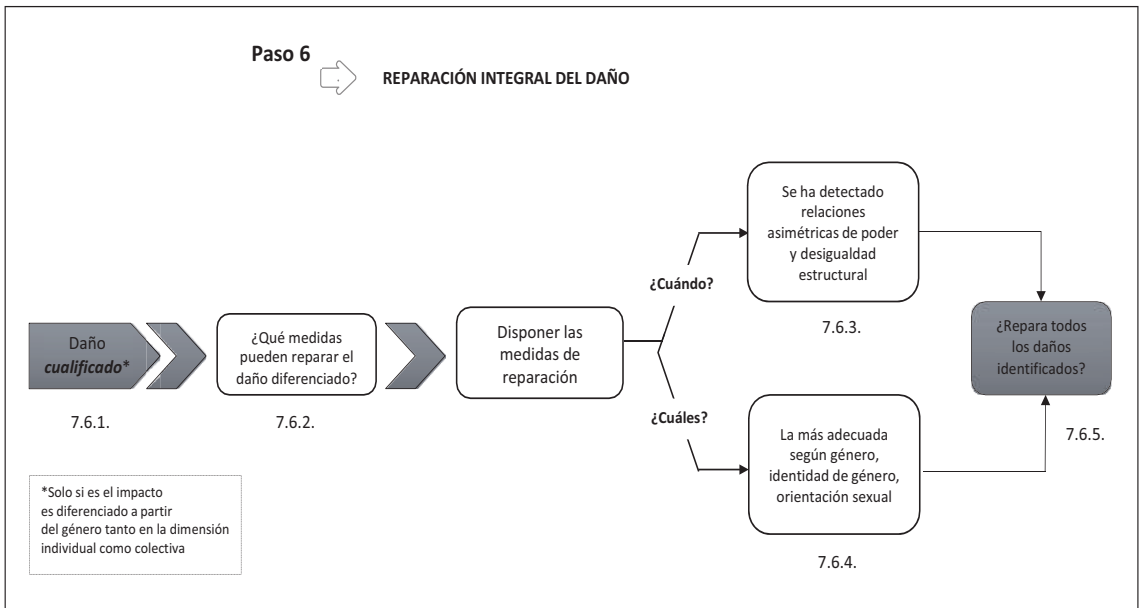 Paso 6
REPARACIÓN INTEGRAL DEL DAÑO
Daño
cualificado*
7.6.1.
¿Qué medidas
pueden reparar el
daño diferenciado?
7.6.2.
Disponer las
medidas de
reparación
¿Cuándo?
Se ha detectado
relaciones
asimétricas de poder
y desigualdad
estructural
7.6.3.
¿Cuáles?
La más adecuada
según género,
identidad de género,
orientación sexual
7.6.4.
¿Repara todos
los daños
identificados?
7.6.5.
*Solo si es el impacto
es diferenciado a partir
del género tanto en la dimensión
individual como colectiva